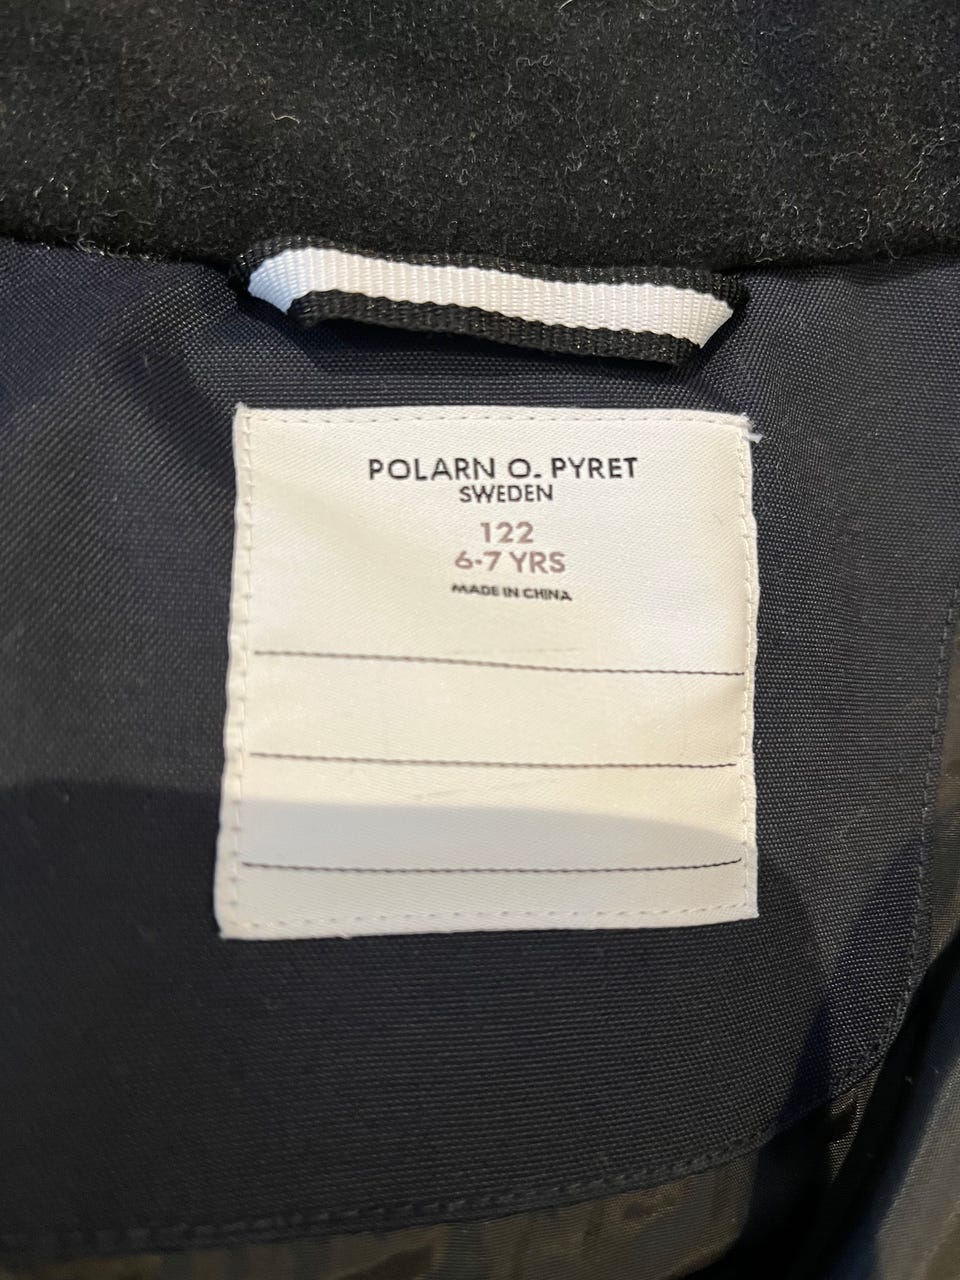 POLARN O. PYRET
SWEDEN
122
6-7 YRS
MADE IN CHINA